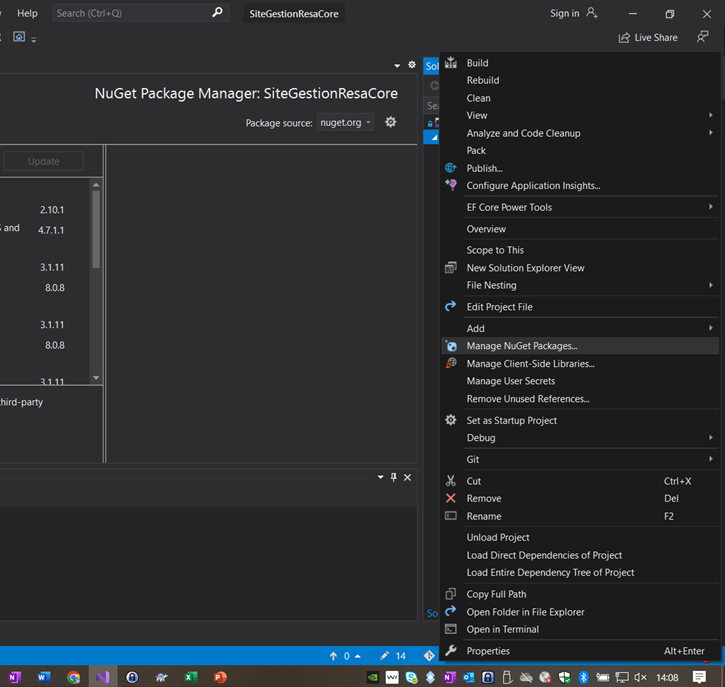 Help
Search (Ctrl+Q)
SiteGestionResaCore
Sign in
Live Share
NuGet Package Manager: SiteGestionResaCore
Package source: nuget.org
Update
2.10.1
and
4.7.1.1
3.1.11
8.0.8
3.1.11
8.0.8
3.1.11
hird-party
Sol
Sea
So
Build
Rebuild
Clean
View
Analyze and Code Cleanup
Pack
Publish...
Configure Application Insights...
EF Core Power Tools
Overview
Scope to This
New Solution Explorer View
File Nesting
Edit Project File
Add
Manage NuGet Packages...
Manage Client-Side Libraries...
Manage User Secrets
Remove Unused References...
Set as Startup Project
Debug
Git
Cut Ctrl+X
Remove Del
Rename F2
Unload Project
Load Direct Dependencies of Project
Load Entire Dependency Tree of Project
Copy Full Path
Open Folder in File Explorer
Open in Terminal
Properties Alt+Enter
0
14
14:08